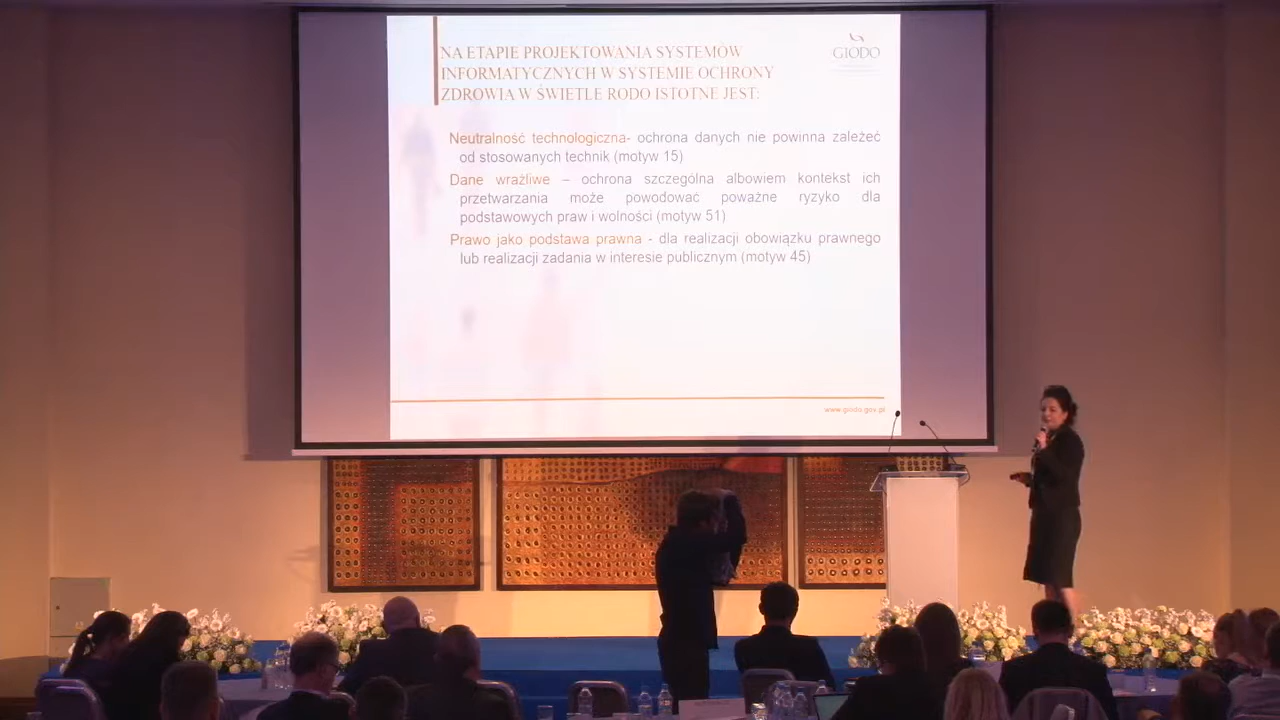 NA ETAPIE PROJEKTOWANIA SYSTEMÓW
INFORMATYCZNYCH W SYSTEMIE OCHRONY
ZDROWIA W ŚWIETLE RODO ISTOTNE JEST:
GIODO
Neutralność technologiczna- ochrona danych nie powinna zależeć
od stosowanych technik (motyw 15)
Dane wrażliwe – ochrona szczególna albowiem kontekst ich
przetwarzania może powodować poważne ryzyko dla
podstawowych praw i wolności (motyw 51)
Prawo jako podstawa prawna - dla realizacji obowiązku prawnego
lub realizacji zadania w interesie publicznym (motyw 45)
www.giodo.gov.pl